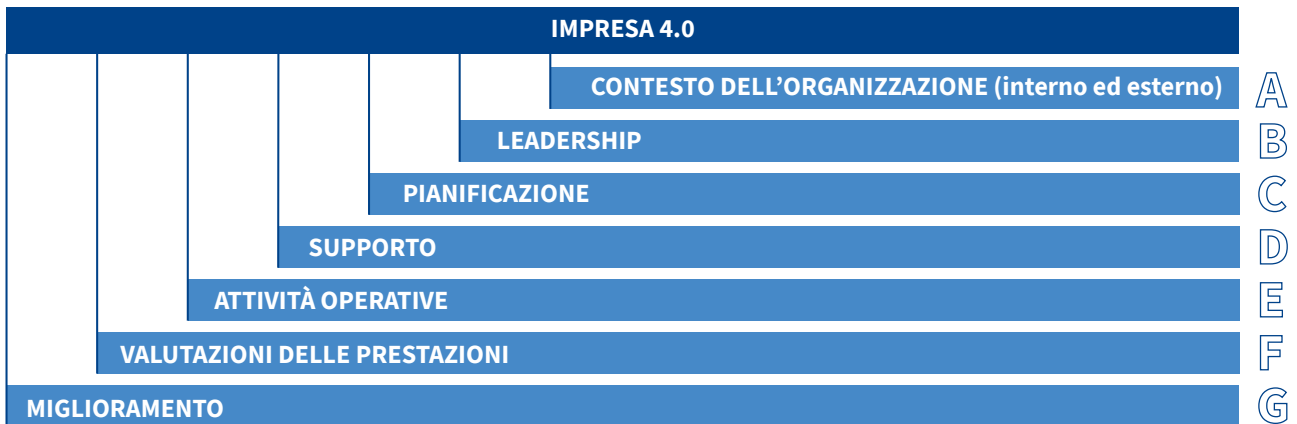 IMPRESA 4.0
CONTESTO DELL'ORGANIZZAZIONE (interno ed esterno) A
LEADERSHIP B
PIANIFICAZIONE C
SUPPORTO D
ATTIVITÀ OPERATIVE E
VALUTAZIONI DELLE PRESTAZIONI F
MIGLIORAMENTO G